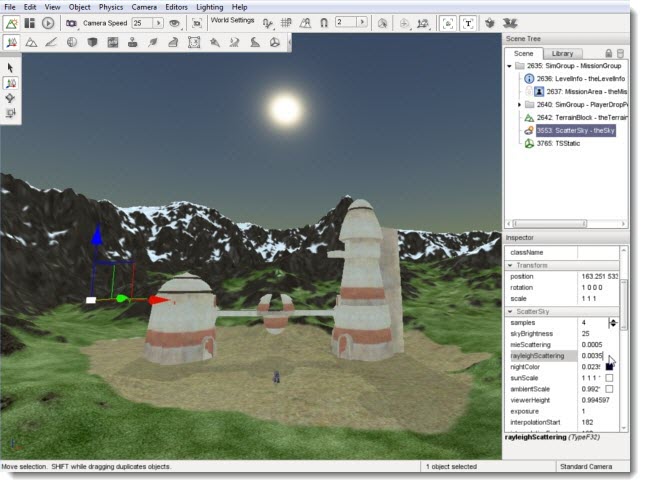 File Edit View Object Physics Camera Editors Lighting Help
Camera Speed 25 World Settings 2
Scene Tree
Scene Library
2635: SimGroup - MissionGroup
2636: LevelInfo - theLevelInfo
2637: MissionArea - theMis
2640: SimGroup - PlayerDropP
2642: TerrainBlock - theTerrain
3553: ScatterSky - theSky
3765: TSStatic
Inspector
className
Transform
position 163.251 533
rotation 1 0 0 0
scale 1 1 1
ScatterSky
samples 4
skyBrightness 25
mieScattering 0.0005
rayleighScattering 0.0035
nightColor 0.023
sunScale 1 1 1
ambientScale 0.992
viewerHeight 0.994597
exposure 1
interpolationStart 182
rayleighScattering (TypeF32)
Move selection. SHIFT while dragging duplicates objects. 1 object selected Standard Camera